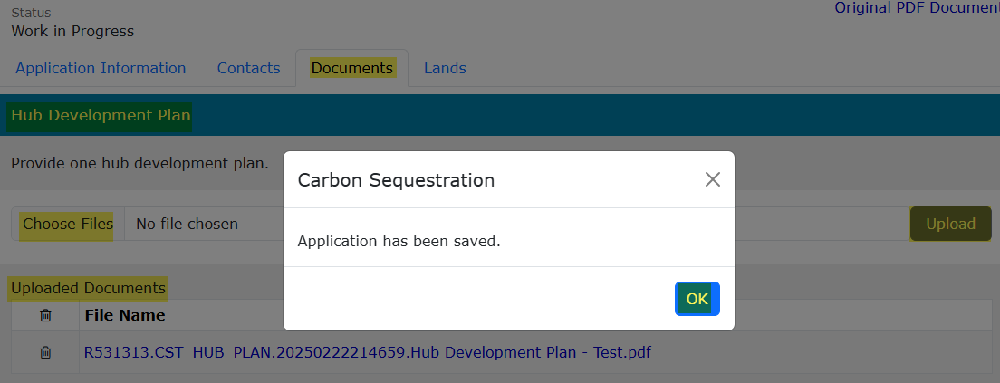 Status
Original PDF Document
Work in Progress
Application Information Contacts Documents Lands
Hub Development Plan
Provide one hub development plan.
Carbon Sequestration
Choose Files No file chosen
Upload
Application has been saved.
Uploaded Documents
OK
File Name
R531313.CST_HUB_PLAN.20250222214659.Hub Development Plan - Test.pdf